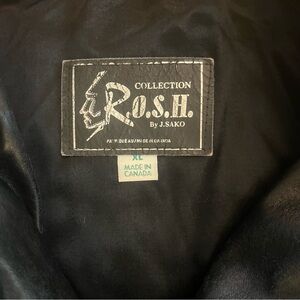 COLLECTION
R.O.S.H.
By J.SAKO
XL
MADE IN
CANADA